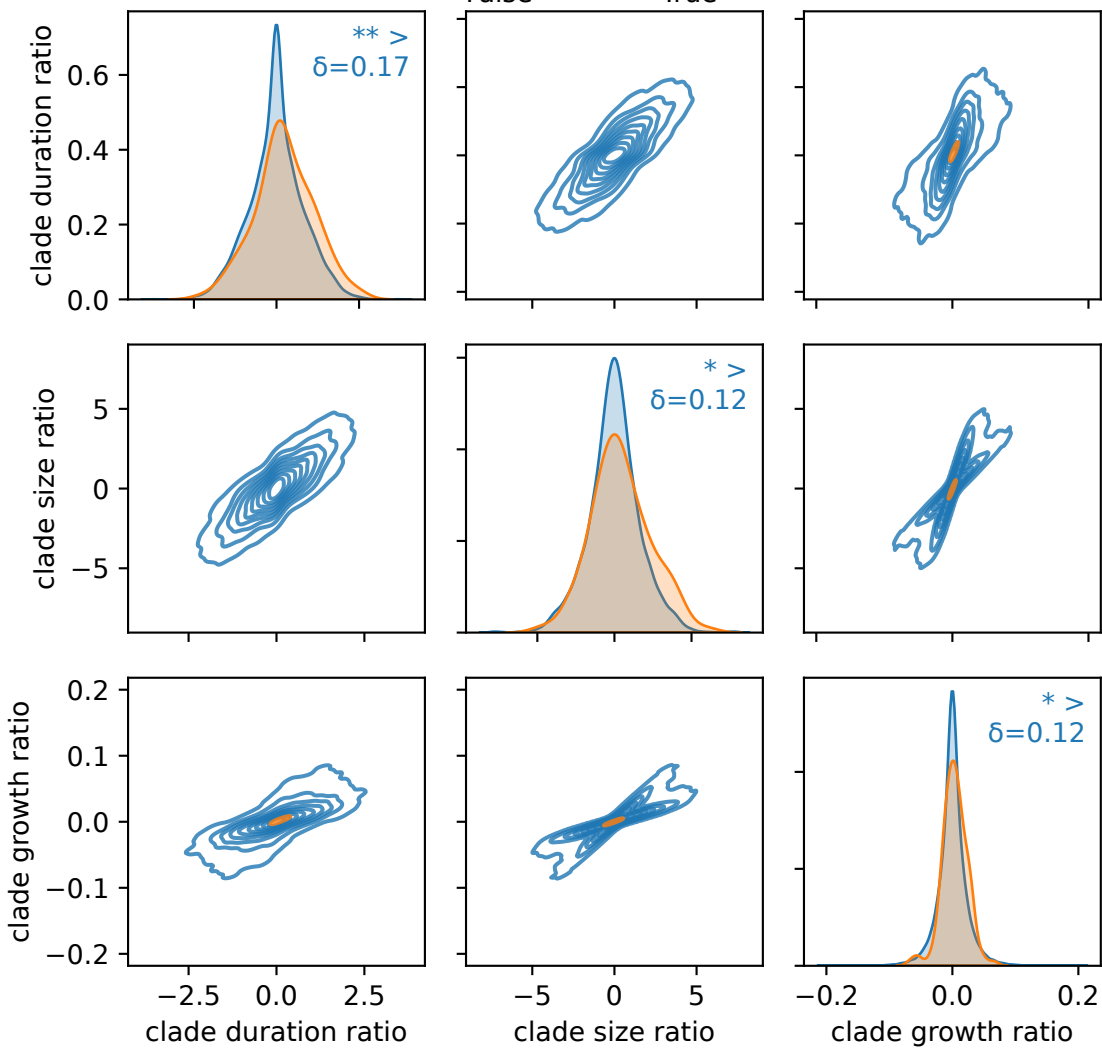 False True
clade duration ratio
0.6
0.4
0.2
0.0
** >
δ=0.17
clade size ratio
5
0
−5
* >
δ=0.12
clade growth ratio
0.2
0.1
0.0
−0.1
−0.2
* >
δ=0.12
−2.5 0.0 2.5
−5 0 5
−0.2 0.0 0.2
clade duration ratio
clade size ratio
clade growth ratio